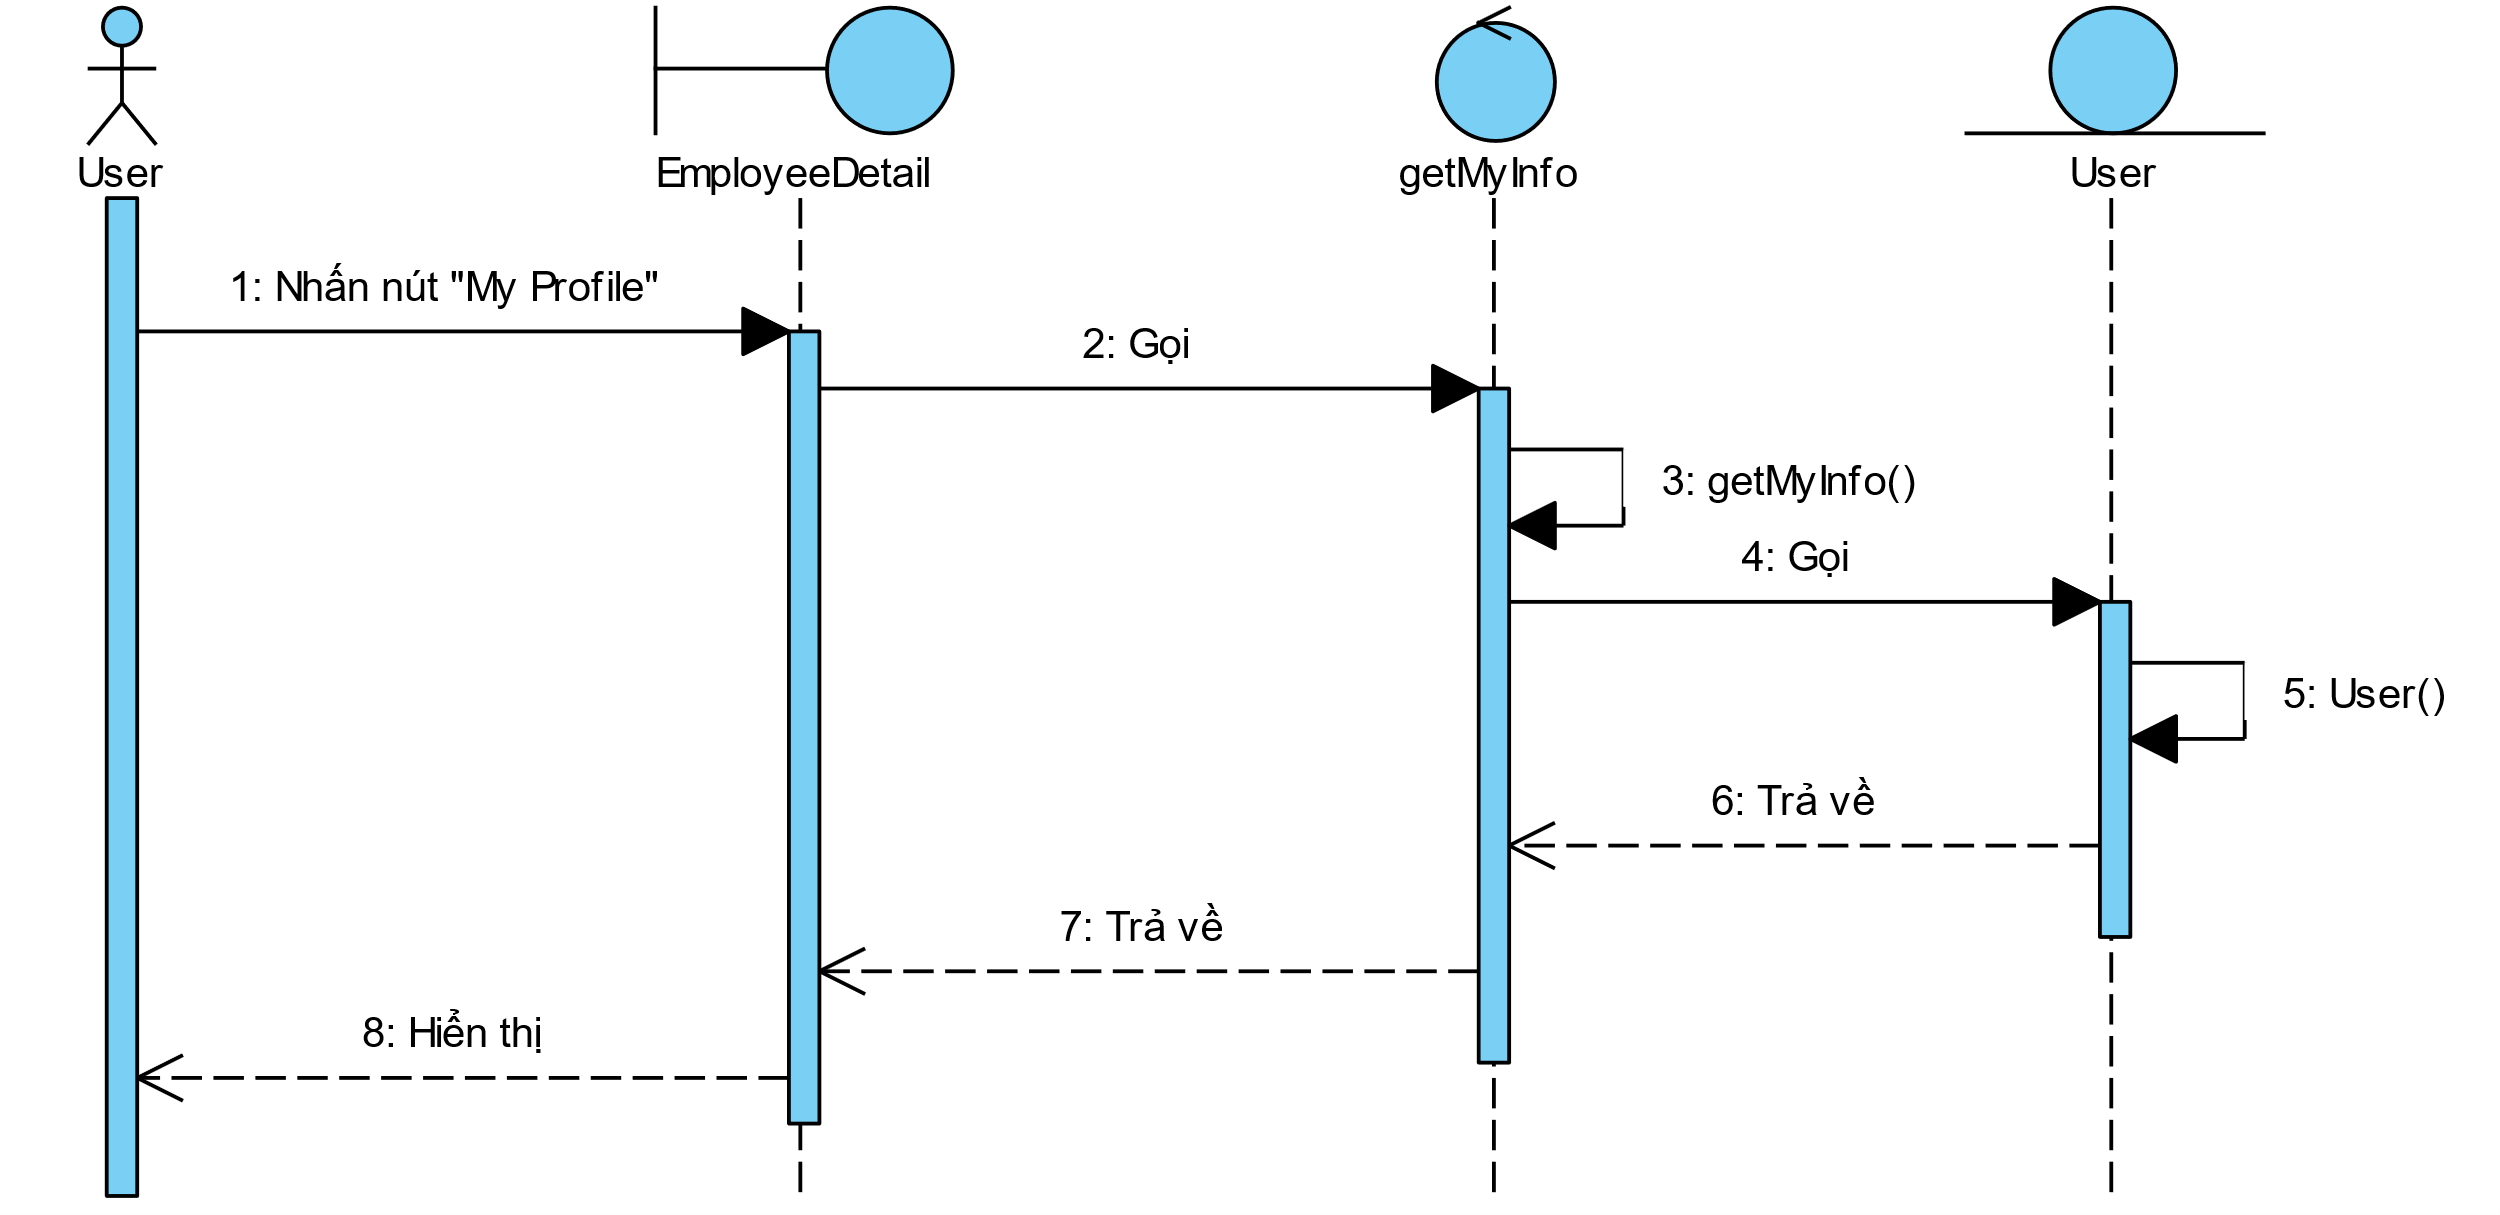 User
EmployeeDetail
getMyInfo
User
1: Nhấn nút "My Profile"
2: Gọi
3: getMyInfo()
4: Gọi
5: User()
6: Trả về
7: Trả về
8: Hiển thị